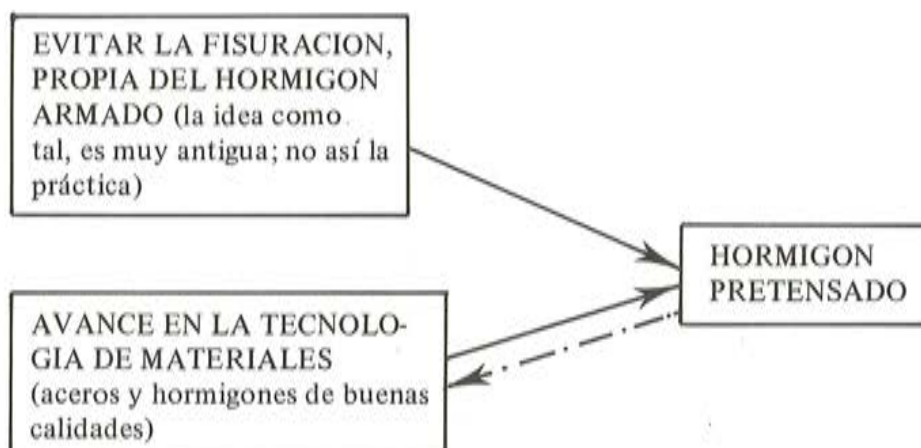 EVITAR LA FISURACION,
PROPIA DEL HORMIGON
ARMADO (la idea como
tal, es muy antigua; no así la
práctica)
HORMIGON
PRETENSADO
AVANCE EN LA TECNOLO-
GIA DE MATERIALES
(aceros y hormigones de buenas
calidades)